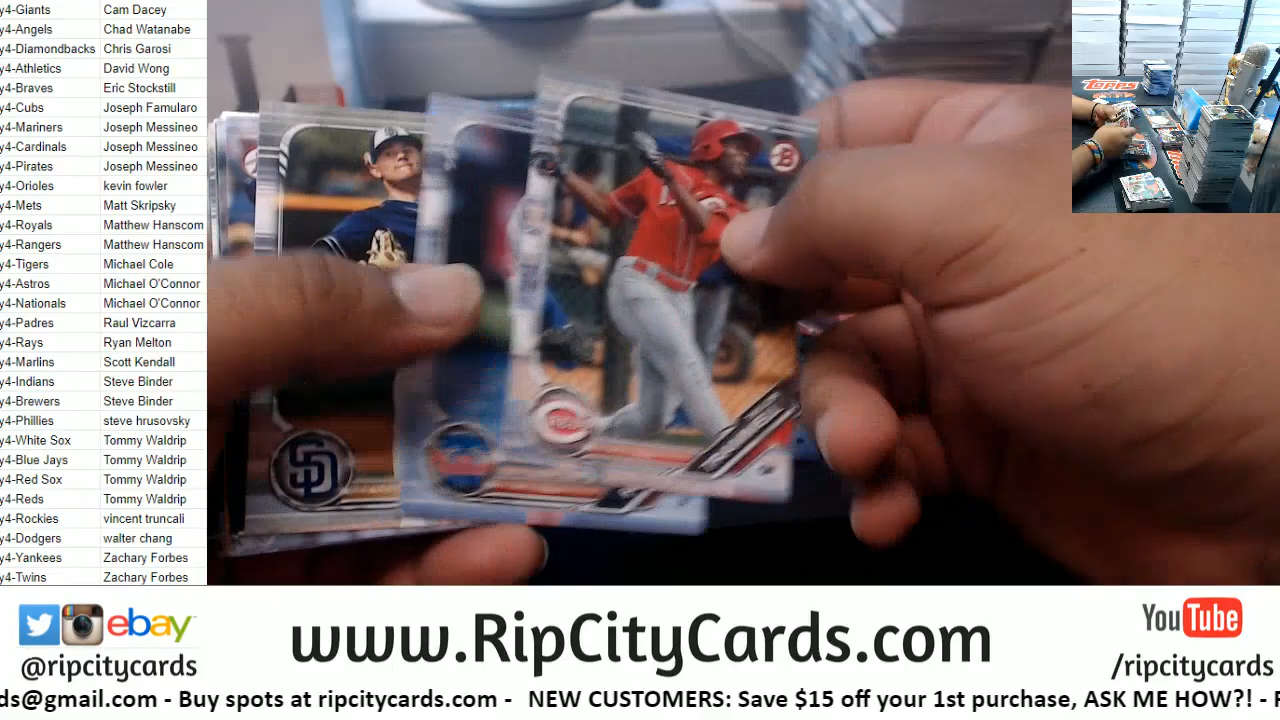 y4-Giants Cam Dacey
y4-Angels Chad Watanabe
y4-Diamondbacks Chris Garosi
y4-Athletics David Wong
y4-Braves Eric Stockstill
y4-Cubs Joseph Famularo
y4-Mariners Joseph Messineo
y4-Cardinals Joseph Messineo
y4-Pirates Joseph Messineo
y4-Orioles kevin fowler
y4-Mets Matt Skripsky
y4-Royals Matthew Hanscom
y4-Rangers Matthew Hanscom
y4-Tigers Michael Cole
y4-Astros Michael O'Connor
y4-Nationals Michael O'Connor
y4-Padres Raul Vizcarra
y4-Rays Ryan Melton
y4-Marlins Scott Kendall
y4-Indians Steve Binder
y4-Brewers Steve Binder
y4-Phillies steve hrusovsky
y4-White Sox Tommy Waldrip
y4-Blue Jays Tommy Waldrip
y4-Red Sox Tommy Waldrip
y4-Reds Tommy Waldrip
y4-Rockies vincent truncali
y4-Dodgers walter chang
y4-Yankees Zachary Forbes
y4-Twins Zachary Forbes
Topps
B
SD
ebay
@ripcitycards
www.RipCityCards.com
YouTube
/ripcitycards
ds@gmail.com - Buy spots at ripcitycards.com - NEW CUSTOMERS: Save $15 off your 1st purchase, ASK ME HOW?! -